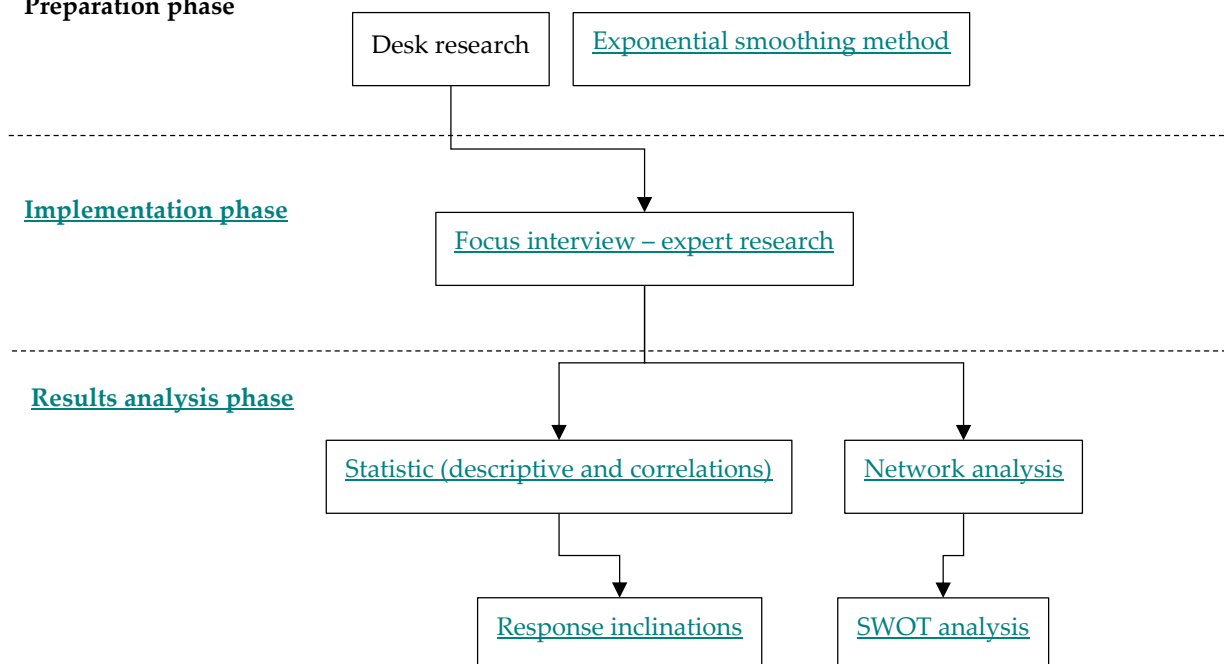 Preparation phase
Desk research
Exponential smoothing method
Implementation phase
Focus interview – expert research
Results analysis phase
Statistic (descriptive and correlations)
Network analysis
Response inclinations
SWOT analysis